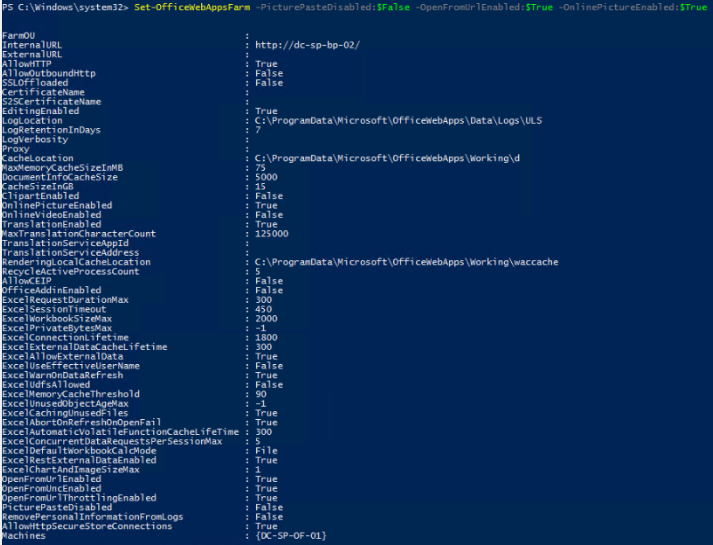 PS C:\Windows\system32> Set-OfficeWebAppsFarm -PicturePasteDisabled:$False -OpenFromUrlEnabled:$True -OnlinePictureEnabled:$True
FarmOU :
InternalURL : http://dc-sp-bp-02/
ExternalURL :
AllowHTTP : True
AllowOutboundHttp : False
SSLOffloaded : False
CertificateName :
S2SCertificateName :
EditingEnabled : True
LogLocation : C:\ProgramData\Microsoft\OfficeWebApps\Data\Logs\ULS
LogRetentionInDays : 7
LogVerbosity :
Proxy :
CacheLocation : C:\ProgramData\Microsoft\OfficeWebApps\Working\d
MaxMemoryCacheSizeInMB : 75
DocumentInfoCacheSize : 5000
CacheSizeInGB : 15
ClipartEnabled : False
OnlinePictureEnabled : True
OnlineVideoEnabled : False
TranslationEnabled : True
MaxTranslationCharacterCount : 125000
TranslationServiceAppId :
TranslationServiceAddress :
RenderingLocalCacheLocation : C:\ProgramData\Microsoft\OfficeWebApps\Working\waccache
RecycleActiveProcessCount : 5
AllowCEIP : False
OfficeAddinEnabled : False
ExcelRequestDurationMax : 300
ExcelSessionTimeout : 450
ExcelWorkbookSizeMax : 2000
ExcelPrivateBytesMax : -1
ExcelConnectionLifetime : 1800
ExcelExternalDataCacheLifetime : 300
ExcelAllowExternalData : True
ExcelUseEffectiveUserName : False
ExcelWarnOnDataRefresh : True
ExcelUdfsAllowed : False
ExcelMemoryCacheThreshold : 90
ExcelUnusedObjectAgeMax : -1
ExcelCachingUnusedFiles : True
ExcelAbortOnRefreshOnOpenFail : True
ExcelAutomaticVolatileFunctionCacheLifeTime : 300
ExcelConcurrentDataRequestsPerSessionMax : 5
ExcelDefaultWorkbookCalcMode : File
ExcelRestExternalDataEnabled : True
ExcelChartAndImageSizeMax : 1
OpenFromUrlEnabled : True
OpenFromUncEnabled : True
OpenFromUrlThrottlingEnabled : True
PicturePasteDisabled : False
RemovePersonalInformationFromLogs : False
AllowHttpSecureStoreConnections : True
Machines : {DC-SP-OF-01}